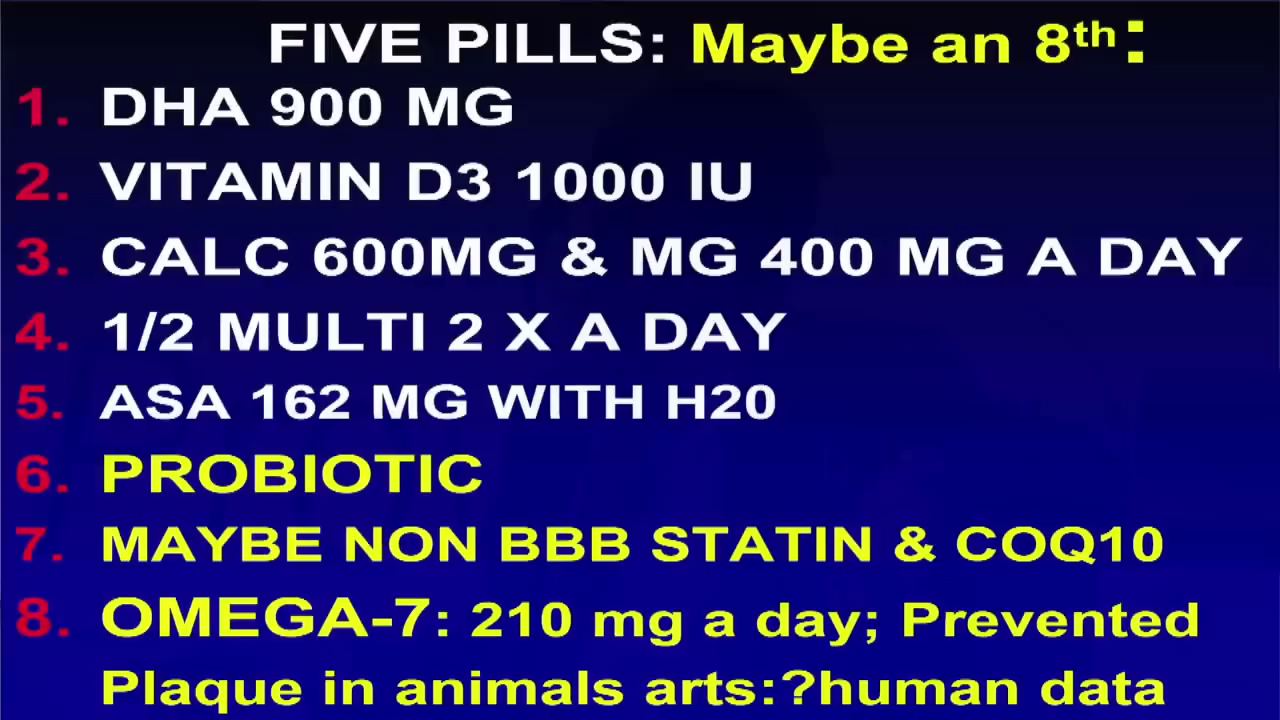 FIVE PILLS: Maybe an 8th:
1. DHA 900 MG
2. VITAMIN D3 1000 IU
3. CALC 600MG & MG 400 MG A DAY
4. 1/2 MULTI 2 X A DAY
5. ASA 162 MG WITH H20
6. PROBIOTIC
7. MAYBE NON BBB STATIN & COQ10
8. OMEGA-7: 210 mg a day; Prevented
Plaque in animals arts:?human data